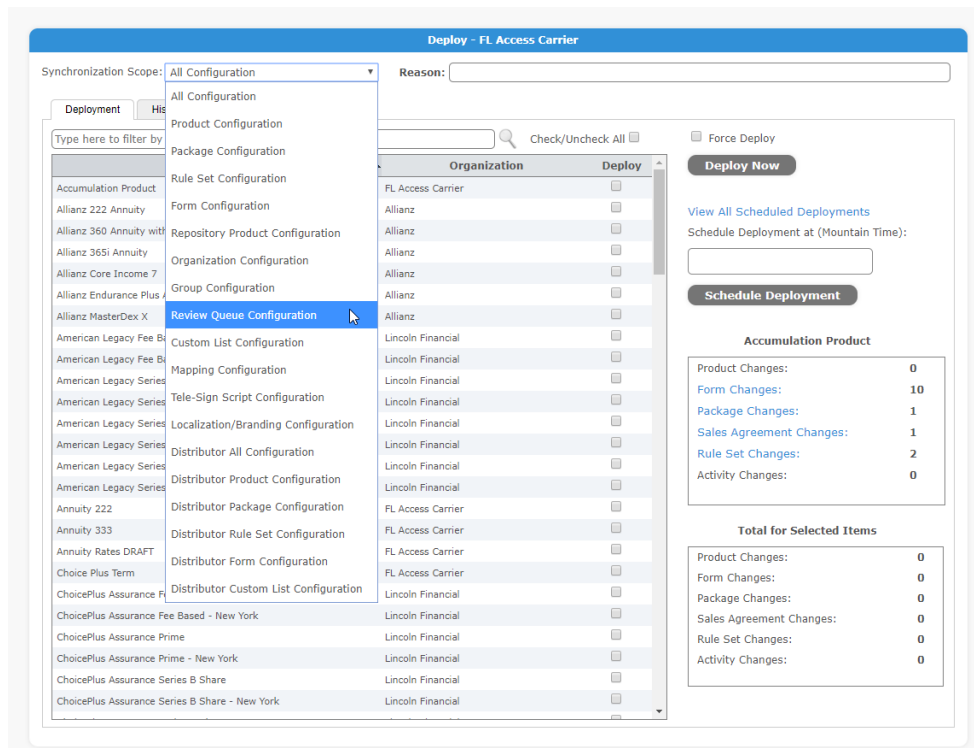 Deploy - FL Access Carrier
Synchronization Scope: All Configuration Reason:
All Configuration
Product Configuration
Package Configuration
Rule Set Configuration
Form Configuration
Repository Product Configuration
Organization Configuration
Group Configuration
Review Queue Configuration
Custom List Configuration
Mapping Configuration
Tele-Sign Script Configuration
Localization/Branding Configuration
Distributor All Configuration
Distributor Product Configuration
Distributor Package Configuration
Distributor Rule Set Configuration
Distributor Form Configuration
Distributor Custom List Configuration
Deployment His
Type here to filter by Check/Uncheck All
Organization Deploy
Accumulation Product FL Access Carrier
Allianz 222 Annuity Allianz
Allianz 360 Annuity with Allianz
Allianz 365i Annuity Allianz
Allianz Core Income 7 Allianz
Allianz Endurance Plus Allianz
Allianz MasterDex X Allianz
American Legacy Fee Ba Lincoln Financial
American Legacy Fee Ba Lincoln Financial
American Legacy Series Lincoln Financial
American Legacy Series Lincoln Financial
American Legacy Series Lincoln Financial
American Legacy Series Lincoln Financial
American Legacy Series Lincoln Financial
American Legacy Series Lincoln Financial
Annuity 222 FL Access Carrier
Annuity 333 FL Access Carrier
Annuity Rates DRAFT FL Access Carrier
Choice Plus Term FL Access Carrier
ChoicePlus Assurance Lincoln Financial
ChoicePlus Assurance Fee Based - New York Lincoln Financial
ChoicePlus Assurance Prime Lincoln Financial
ChoicePlus Assurance Prime - New York Lincoln Financial
ChoicePlus Assurance Series B Share Lincoln Financial
ChoicePlus Assurance Series B Share - New York Lincoln Financial
Force Deploy
Deploy Now
View All Scheduled Deployments
Schedule Deployment at (Mountain Time):
Schedule Deployment
Accumulation Product
Product Changes: 0
Form Changes: 10
Package Changes: 1
Sales Agreement Changes: 1
Rule Set Changes: 2
Activity Changes: 0
Total for Selected Items
Product Changes: 0
Form Changes: 0
Package Changes: 0
Sales Agreement Changes: 0
Rule Set Changes: 0
Activity Changes: 0